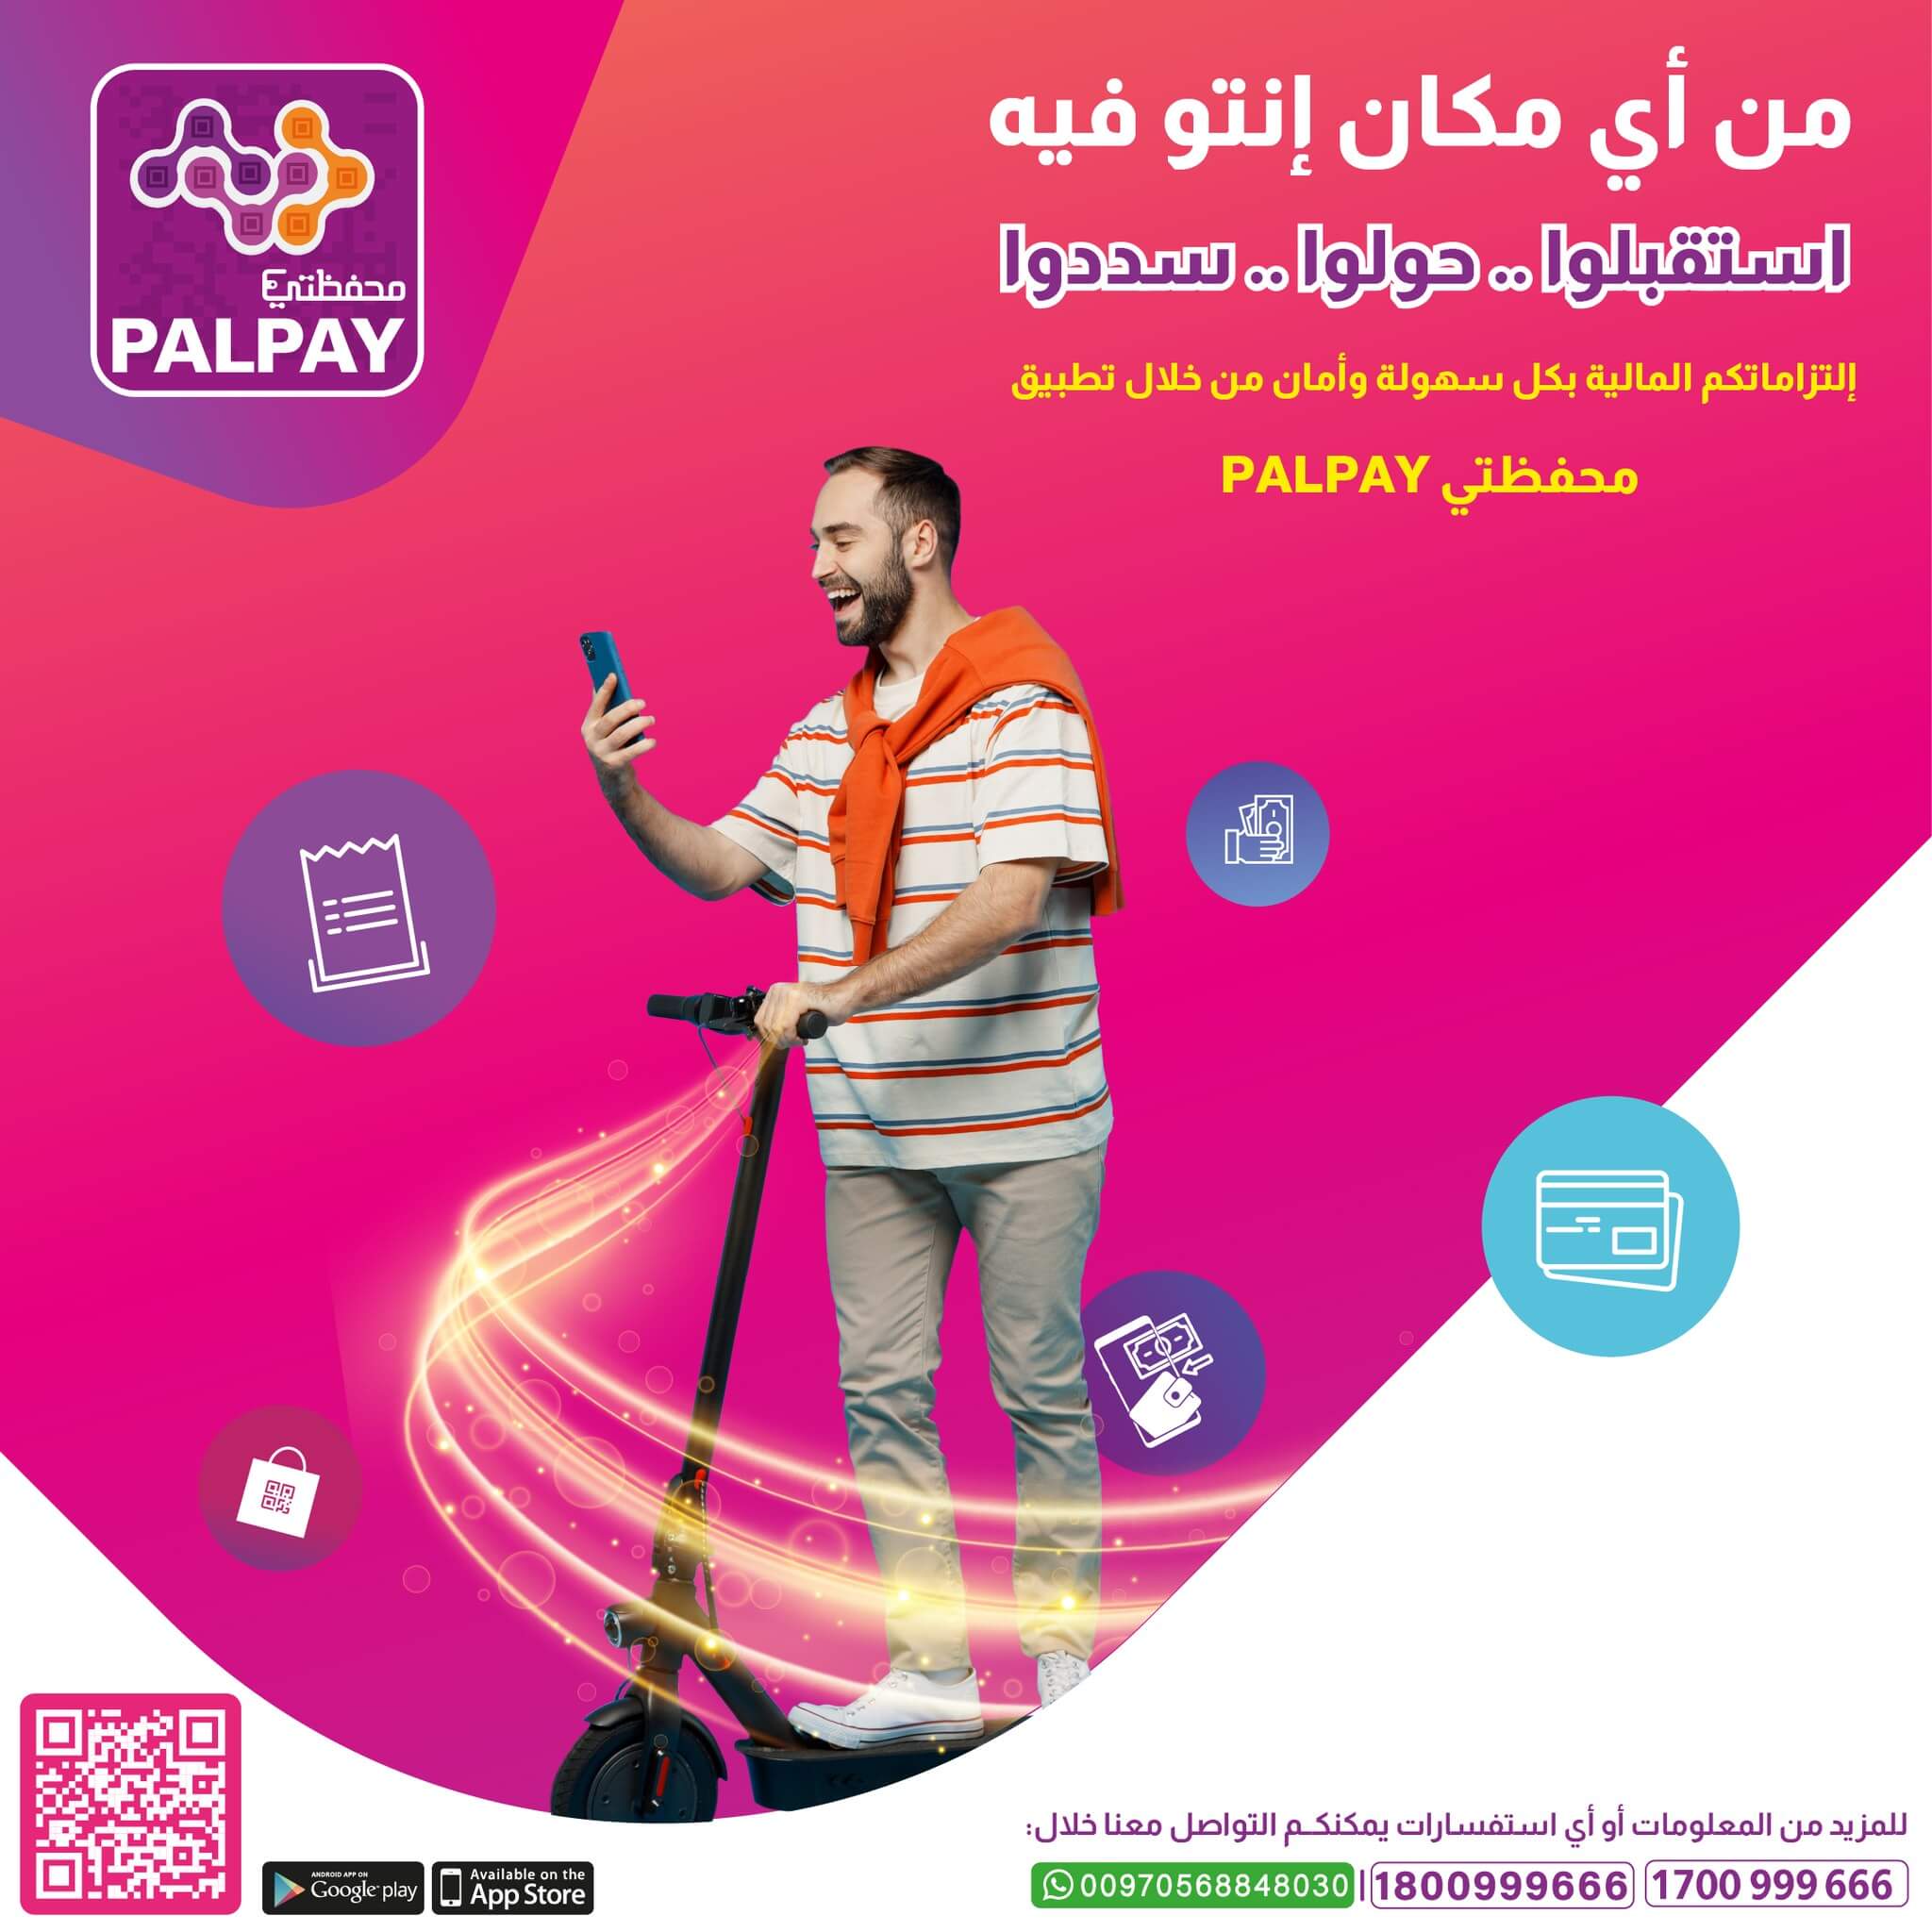 محفظتي
PALPAY
من أي مكان إنتو فيه
استقبلوا .. حولوا .. سددوا
إلتزاماتكم المالية بكل سهولة وأمان من خلال تطبيق
محفظتي PALPAY
للمزيد من المعلومات أو أي استفسارات يمكنكم التواصل معنا خلال:
1700 999 666
1800999666 | 00970568848030
ANDROID APP ON
Google play
Available on the
App Store